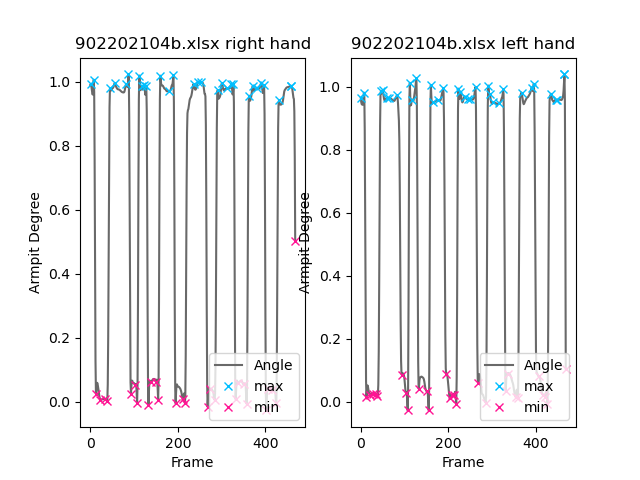 902202104b.xlsx right hand
902202104b.xlsx left hand
Armpit Degree
1.0
0.8
0.6
0.4
0.2
0.0
0
200
400
Frame
Angle
max
min
Armpit Degree
1.0
0.8
0.6
0.4
0.2
0.0
0
200
400
Frame
Angle
max
min